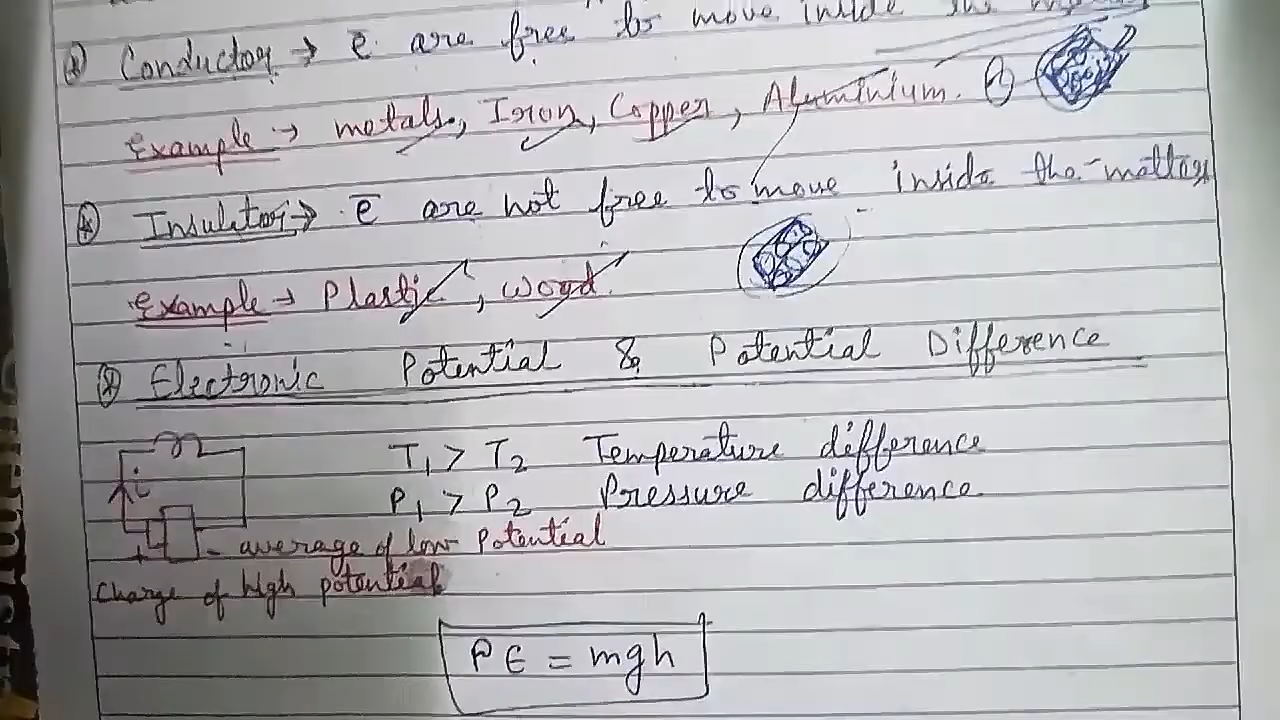 Conductor → e̅ are free to move inside the
Example → metals, Iron, Copper, Aluminium.
Insulator → e̅ are not free to move inside the matter
Example → Plastic, Wood.
Electronic Potential & Potential Difference
T₁ > T₂ Temperature difference
P₁ > P₂ Pressure difference
i
+ - average of low Potential
Charge of high potential
PE = mgh